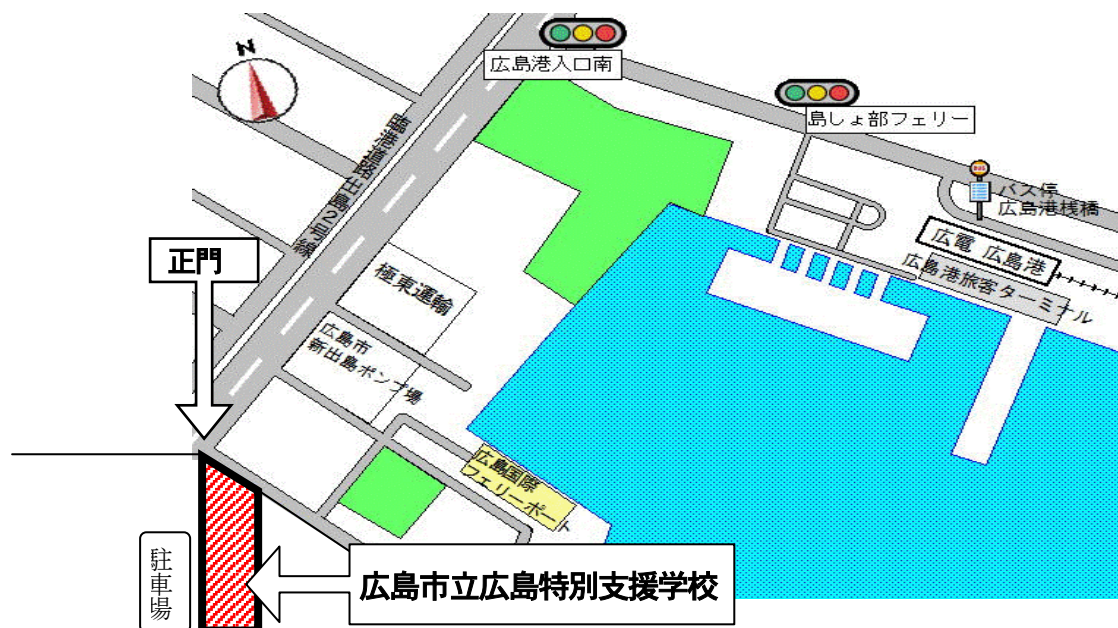 N
広島港入口南
島しょ部フェリー
臨港道路出島2号線
バス停
広島港桟橋
広電 広島港
広島港旅客ターミナル
正門
極東運輸
広島市
新出島ポンプ場
広島国際
フェリーポート
駐車場
広島市立広島特別支援学校